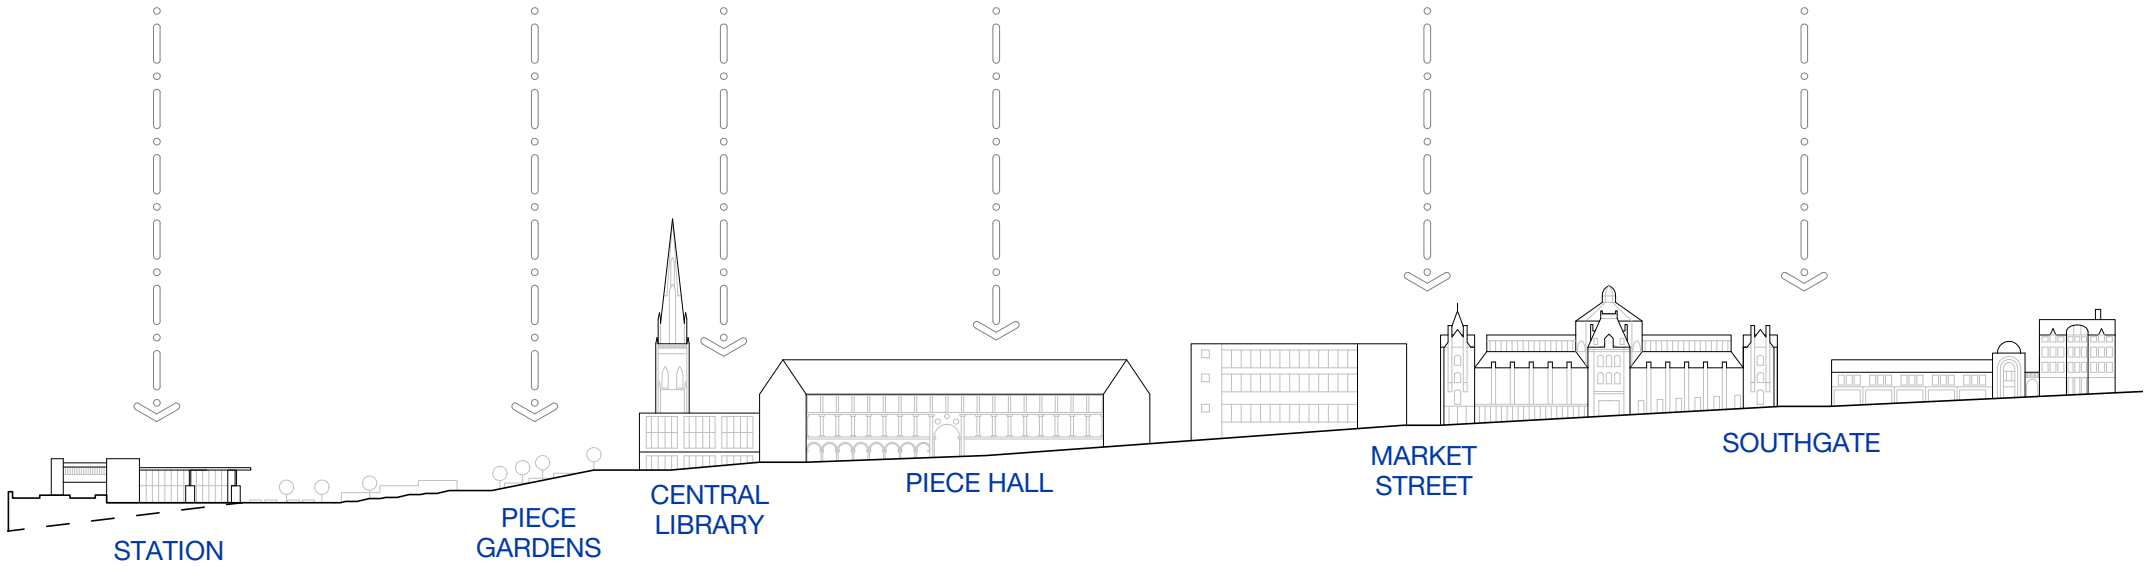 STATION
PIECE
GARDENS
CENTRAL
LIBRARY
PIECE HALL
MARKET
STREET
SOUTHGATE